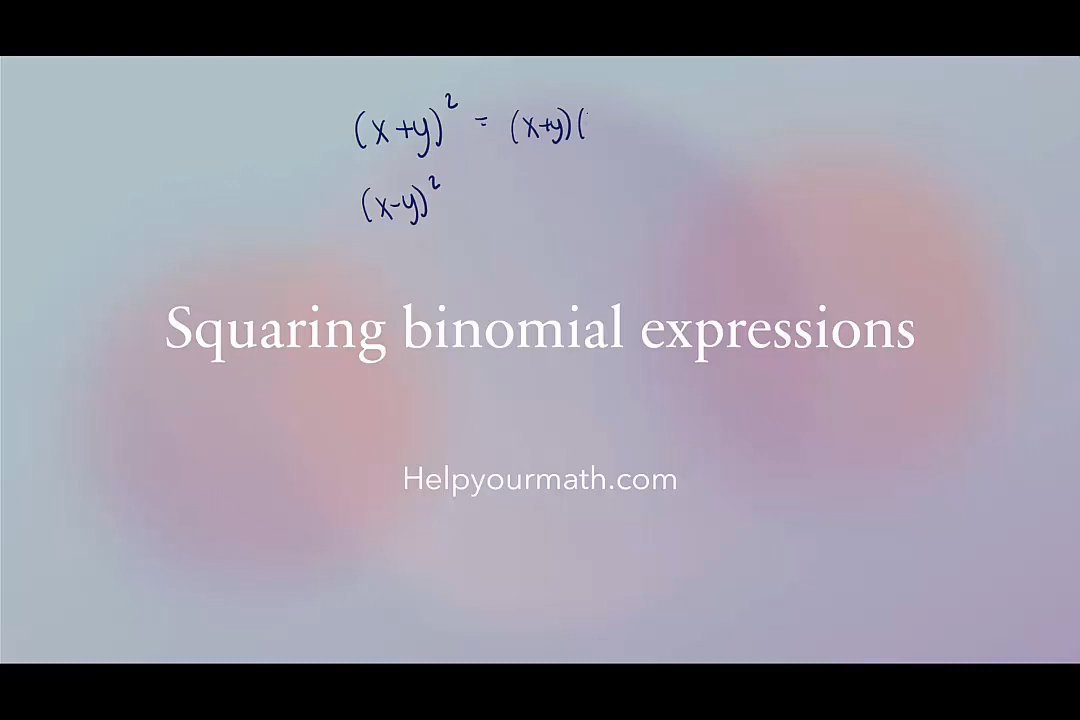 (x+y)² = (x+y)(
(x-y)²
Squaring binomial expressions
Helpyourmath.com